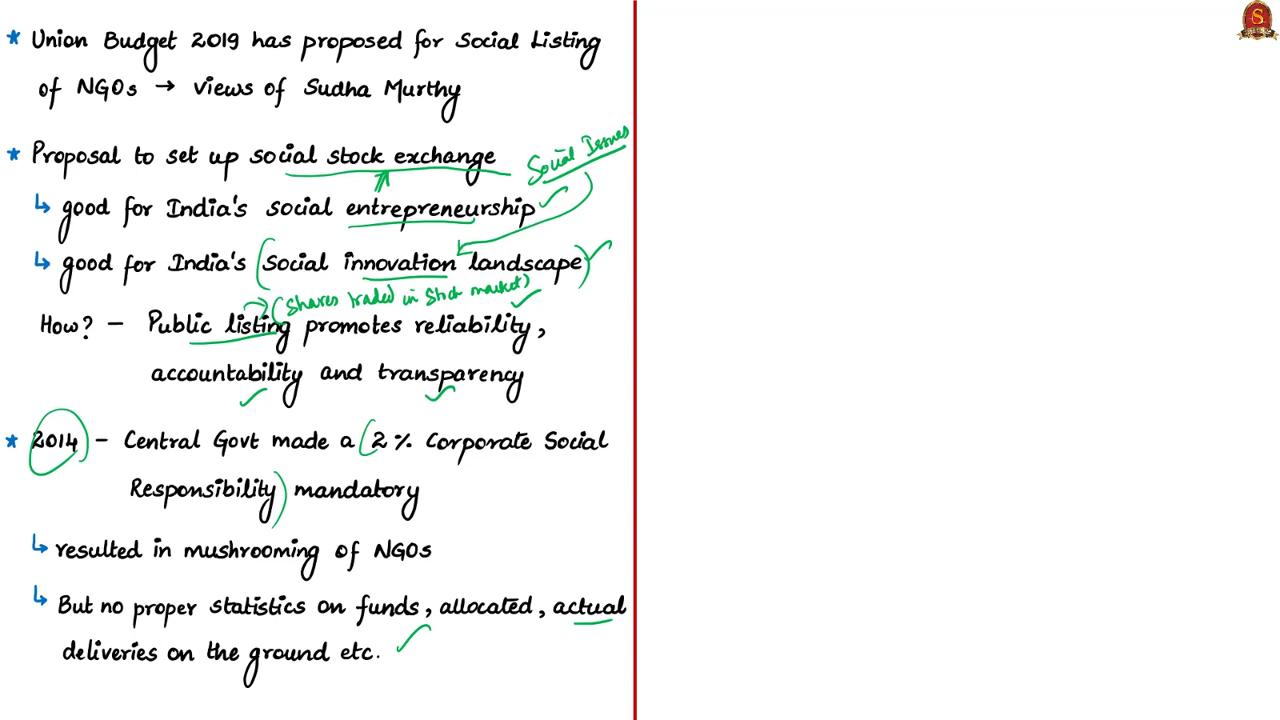 * Union Budget 2019 has proposed for Social Listing
of NGOs → views of Sudha Murthy
* Proposal to set up social stock exchange
Social Issues
↳ good for India's social entrepreneurship
↳ good for India's (Social innovation landscape)
(Shares traded in Stock market)
How? – Public listing promotes reliability,
accountability and transparency
* 2014 – Central Govt made a (2% Corporate Social
Responsibility) mandatory
↳ resulted in mushrooming of NGOs
↳ But no proper statistics on funds, allocated, actual
deliveries on the ground etc.
S